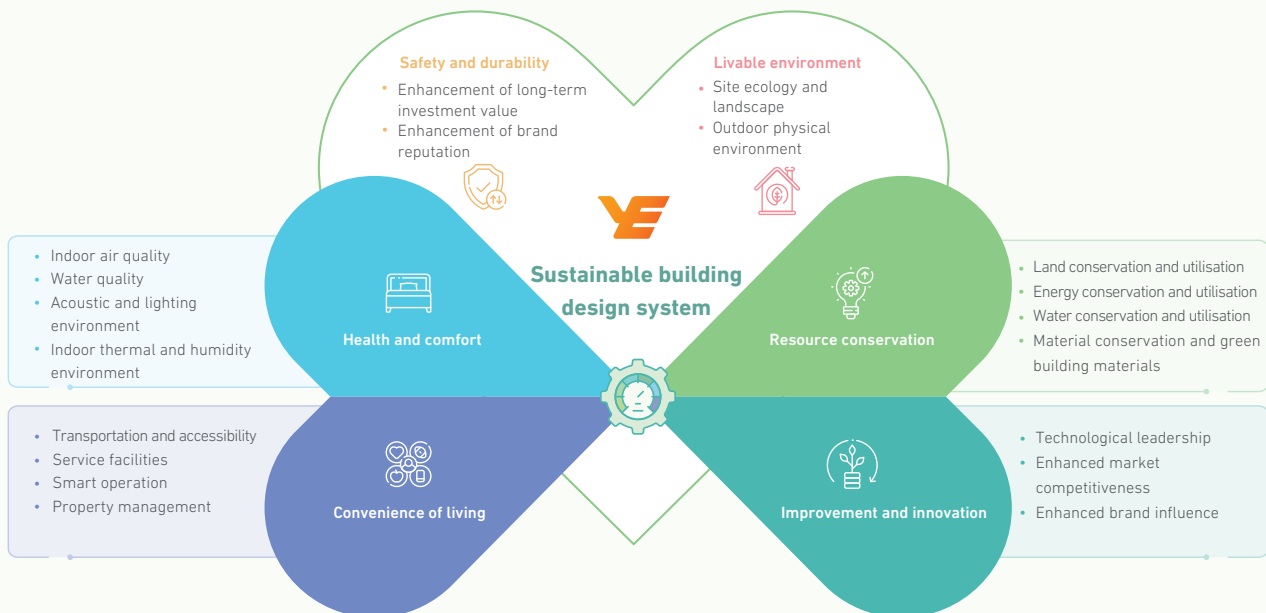 Safety and durability
• Enhancement of long-term
investment value
• Enhancement of brand
reputation
Livable environment
• Site ecology and
landscape
• Outdoor physical
environment
YE
Sustainable building
design system
• Indoor air quality
• Water quality
• Acoustic and lighting
environment
• Indoor thermal and humidity
environment
Health and comfort
Resource conservation
• Land conservation and utilisation
• Energy conservation and utilisation
• Water conservation and utilisation
• Material conservation and green
building materials
• Transportation and accessibility
• Service facilities
• Smart operation
• Property management
Convenience of living
Improvement and innovation
• Technological leadership
• Enhanced market
competitiveness
• Enhanced brand influence